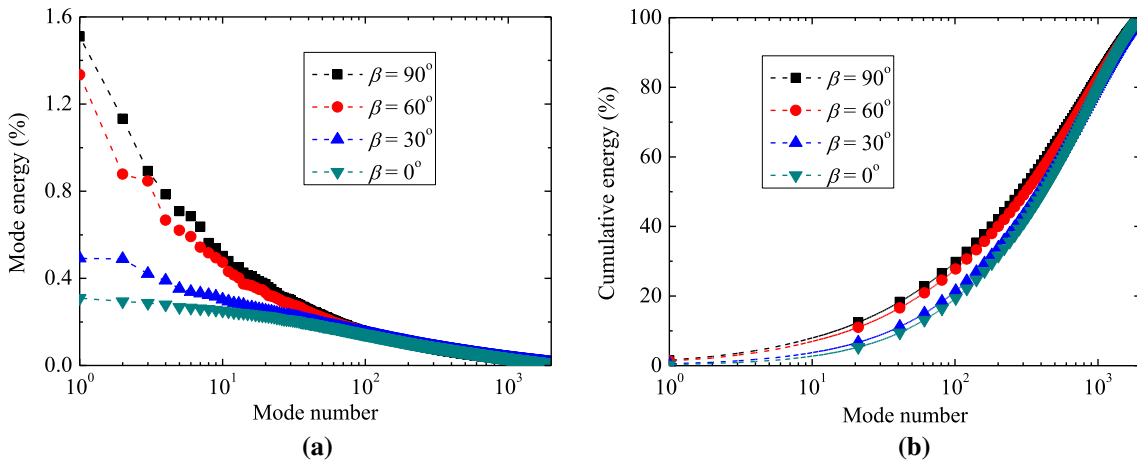 1.6
1.2
0.8
0.4
0.0
Mode energy (%)
β = 90°
β = 60°
β = 30°
β = 0°
10⁰ 10¹ 10² 10³
Mode number
(a)
100
80
60
40
20
0
Cumulative energy (%)
β = 90°
β = 60°
β = 30°
β = 0°
10⁰ 10¹ 10² 10³
Mode number
(b)